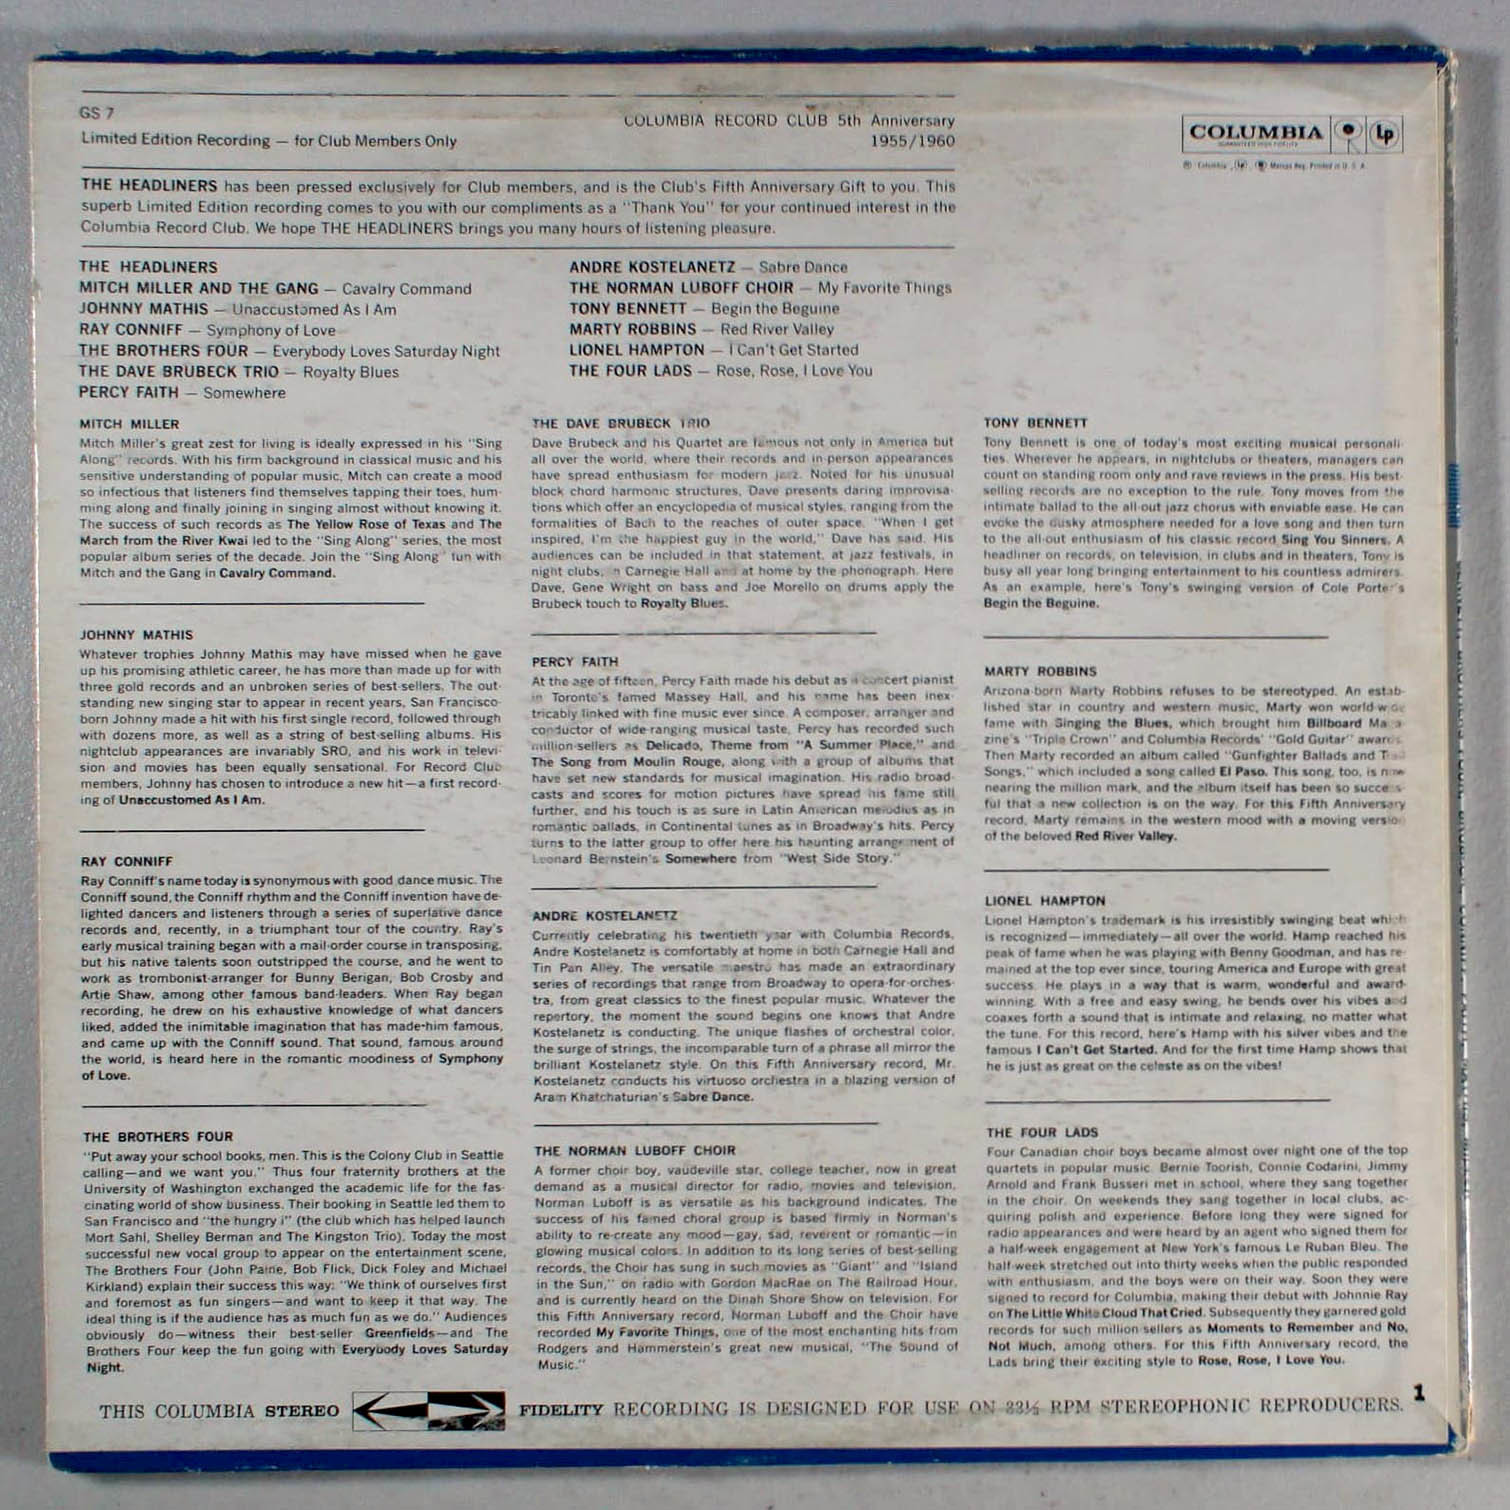 GS 7
Limited Edition Recording — for Club Members Only
COLUMBIA RECORD CLUB 5th Anniversary
1955/1960
COLUMBIA
GUARANTEED HIGH FIDELITY
Lp
THE HEADLINERS has been pressed exclusively for Club members, and is the Club's Fifth Anniversary Gift to you. This
superb Limited Edition recording comes to you with our compliments as a "Thank You" for your continued interest in the
Columbia Record Club. We hope THE HEADLINERS brings you many hours of listening pleasure.
THE HEADLINERS
MITCH MILLER AND THE GANG — Cavalry Command
JOHNNY MATHIS — Unaccustomed As I Am
RAY CONNIFF — Symphony of Love
THE BROTHERS FOUR — Everybody Loves Saturday Night
THE DAVE BRUBECK TRIO — Royalty Blues
PERCY FAITH — Somewhere
ANDRE KOSTELANETZ — Sabre Dance
THE NORMAN LUBOFF CHOIR — My Favorite Things
TONY BENNETT — Begin the Beguine
MARTY ROBBINS — Red River Valley
LIONEL HAMPTON — I Can't Get Started
THE FOUR LADS — Rose, Rose, I Love You
MITCH MILLER
Mitch Miller's great zest for living is ideally expressed in his "Sing
Along" records. With his firm background in classical music and his
sensitive understanding of popular music, Mitch can create a mood
so infectious that listeners find themselves tapping their toes, hum-
ming along and finally joining in singing almost without knowing it.
The success of such records as The Yellow Rose of Texas and The
March from the River Kwai led to the "Sing Along" series, the most
popular album series of the decade. Join the "Sing Along" fun with
Mitch and the Gang in Cavalry Command.
JOHNNY MATHIS
Whatever trophies Johnny Mathis may have missed when he gave
up his promising athletic career, he has more than made up for with
three gold records and an unbroken series of best-sellers. The out-
standing new singing star to appear in recent years, San Francisco-
born Johnny made a hit with his first single record, followed through
with dozens more, as well as a string of best-selling albums. His
nightclub appearances are invariably SRO, and his work in televi-
sion and movies has been equally sensational. For Record Club
members, Johnny has chosen to introduce a new hit—a first record-
ing of Unaccustomed As I Am.
RAY CONNIFF
Ray Conniff's name today is synonymous with good dance music. The
Conniff sound, the Conniff rhythm and the Conniff invention have de-
lighted dancers and listeners through a series of superlative dance
records and, recently, in a triumphant tour of the country. Ray's
early musical training began with a mail-order course in transposing,
but his native talents soon outstripped the course, and he went to
work as trombonist-arranger for Bunny Berigan, Bob Crosby and
Artie Shaw, among other famous band-leaders. When Ray began
recording, he drew on his exhaustive knowledge of what dancers
liked, added the inimitable imagination that has made him famous,
and came up with the Conniff sound. That sound, famous around
the world, is heard here in the romantic moodiness of Symphony
of Love.
THE BROTHERS FOUR
"Put away your school books, men. This is the Colony Club in Seattle
calling—and we want you." Thus four fraternity brothers at the
University of Washington exchanged the academic life for the fas-
cinating world of show business. Their booking in Seattle led them to
San Francisco and "the hungry i" (the club which has helped launch
Mort Sahl, Shelley Berman and The Kingston Trio). Today the most
successful new vocal group to appear on the entertainment scene,
The Brothers Four (John Paine, Bob Flick, Dick Foley and Michael
Kirkland) explain their success this way: "We think of ourselves first
and foremost as fun singers—and want to keep it that way. The
ideal thing is if the audience has as much fun as we do." Audiences
obviously do—witness their best-seller Greenfields—and The
Brothers Four keep the fun going with Everybody Loves Saturday
Night.
THE DAVE BRUBECK TRIO
Dave Brubeck and his Quartet are famous not only in America but
all over the world, where their records and in-person appearances
have spread enthusiasm for modern jazz. Noted for his unusual
block chord harmonic structures, Dave presents daring improvisa-
tions which offer an encyclopedia of musical styles, ranging from the
formalities of Bach to the reaches of outer space. "When I get
inspired, I'm the happiest guy in the world," Dave has said. His
audiences can be included in that statement, at jazz festivals, in
night clubs, in Carnegie Hall and at home by the phonograph. Here
Dave, Gene Wright on bass and Joe Morello on drums apply the
Brubeck touch to Royalty Blues.
PERCY FAITH
At the age of fifteen, Percy Faith made his debut as a concert pianist
in Toronto's famed Massey Hall, and his name has been inex-
tricably linked with fine music ever since. A composer, arranger and
conductor of wide-ranging musical taste, Percy has recorded such
million-sellers as Delicado, Theme from "A Summer Place," and
The Song from Moulin Rouge, along with a group of albums that
have set new standards for musical imagination. His radio broad-
casts and scores for motion pictures have spread his fame still
further, and his touch is as sure in Latin American melodies as in
romantic ballads, in Continental tunes as in Broadway's hits. Percy
turns to the latter group to offer here his haunting arrangement of
Leonard Bernstein's Somewhere from "West Side Story."
ANDRE KOSTELANETZ
Currently celebrating his twentieth year with Columbia Records,
Andre Kostelanetz is comfortably at home in both Carnegie Hall and
Tin Pan Alley. The versatile maestro has made an extraordinary
series of recordings that range from Broadway to opera-for-orches-
tra, from great classics to the finest popular music. Whatever the
repertory, the moment the sound begins one knows that Andre
Kostelanetz is conducting. The unique flashes of orchestral color,
the surge of strings, the incomparable turn of a phrase all mirror the
brilliant Kostelanetz style. On this Fifth Anniversary record, Mr.
Kostelanetz conducts his virtuoso orchestra in a blazing version of
Aram Khatchaturian's Sabre Dance.
THE NORMAN LUBOFF CHOIR
A former choir boy, vaudeville star, college teacher, now in great
demand as a musical director for radio, movies and television,
Norman Luboff is as versatile as his background indicates. The
success of his famed choral group is based firmly in Norman's
ability to re-create any mood—gay, sad, reverent or romantic—in
glowing musical colors. In addition to its long series of best-selling
records, the Choir has sung in such movies as "Giant" and "Island
in the Sun," on radio with Gordon MacRae on The Railroad Hour,
and is currently heard on the Dinah Shore Show on television. For
this Fifth Anniversary record, Norman Luboff and the Choir have
recorded My Favorite Things, one of the most enchanting hits from
Rodgers and Hammerstein's great new musical, "The Sound of
Music."
TONY BENNETT
Tony Bennett is one of today's most exciting musical personali-
ties. Wherever he appears, in nightclubs or theaters, managers can
count on standing room only and rave reviews in the press. His best-
selling records are no exception to the rule. Tony moves from the
intimate ballad to the all-out jazz chorus with enviable ease. He can
evoke the dusky atmosphere needed for a love song and then turn
to the all-out enthusiasm of his classic record Sing You Sinners. A
headliner on records, on television, in clubs and in theaters, Tony is
busy all year long bringing entertainment to his countless admirers.
As an example, here's Tony's swinging version of Cole Porter's
Begin the Beguine.
MARTY ROBBINS
Arizona-born Marty Robbins refuses to be stereotyped. An estab-
lished star in country and western music, Marty won world-wide
fame with Singing the Blues, which brought him Billboard Maga-
zine's "Triple Crown" and Columbia Records' "Gold Guitar" awards.
Then Marty recorded an album called "Gunfighter Ballads and
Songs," which included a song called El Paso. This song, too, is now
nearing the million mark, and the album itself has been so success-
ful that a new collection is on the way. For this Fifth Anniversary
record, Marty remains in the western mood with a moving version
of the beloved Red River Valley.
LIONEL HAMPTON
Lionel Hampton's trademark is his irresistibly swinging beat which
is recognized—immediately—all over the world. Hamp reached his
peak of fame when he was playing with Benny Goodman, and has re-
mained at the top ever since, touring America and Europe with great
success. He plays in a way that is warm, wonderful and award-
winning. With a free and easy swing, he bends over his vibes and
coaxes forth a sound that is intimate and relaxing, no matter what
the tune. For this record, here's Hamp with his silver vibes and the
famous I Can't Get Started. And for the first time Hamp shows that
he is just as great on the celeste as on the vibes!
THE FOUR LADS
Four Canadian choir boys became almost over night one of the top
quartets in popular music. Bernie Toorish, Connie Codarini, Jimmy
Arnold and Frank Busseri met in school, where they sang together
in the choir. On weekends they sang together in local clubs, ac-
quiring polish and experience. Before long they were signed for
radio appearances and were heard by an agent who signed them for
a half-week engagement at New York's famous Le Ruban Bleu. The
half-week stretched out into thirty weeks when the public responded
with enthusiasm, and the boys were on their way. Soon they were
signed to record for Columbia, making their debut with Johnnie Ray
on The Little White Cloud That Cried. Subsequently they garnered gold
records for such million sellers as Moments to Remember and No,
Not Much, among others. For this Fifth Anniversary record, the
Lads bring their exciting style to Rose, Rose, I Love You.
THIS COLUMBIA STEREO FIDELITY RECORDING IS DESIGNED FOR USE ON 33⅓ RPM STEREOPHONIC REPRODUCERS.
1